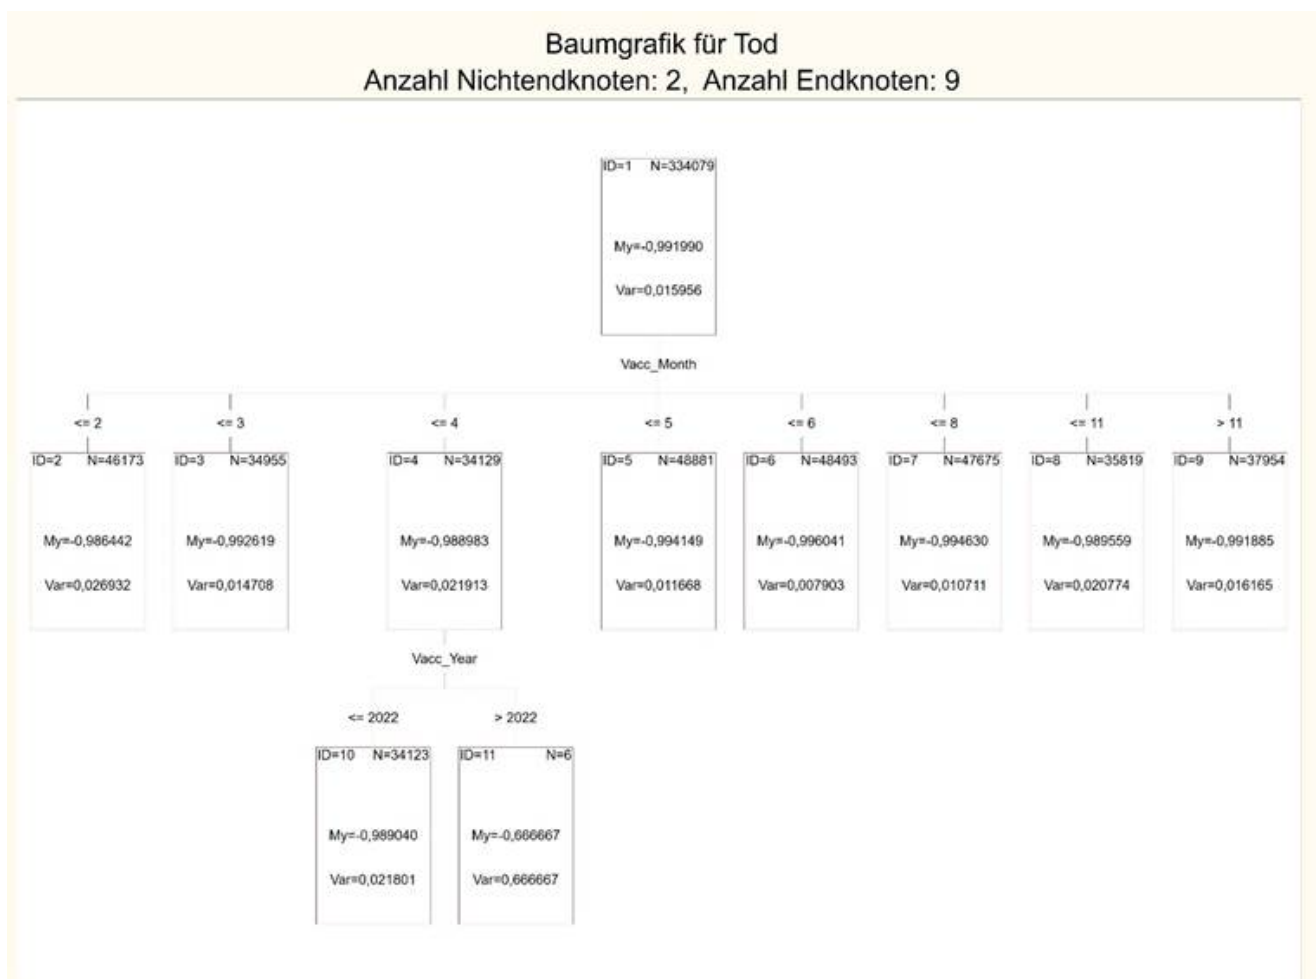 Baumgrafik für Tod
Anzahl Nichtendknoten: 2, Anzahl Endknoten: 9
ID=1 N=334079
My=-0,991990
Var=0,015956
Vacc_Month
<= 2 <= 3 <= 4 <= 5 <= 6 <= 8 <= 11 > 11
ID=2 N=46173 ID=3 N=34955 ID=4 N=34129 ID=5 N=48881 ID=6 N=48493 ID=7 N=47675 ID=8 N=35819 ID=9 N=37954
My=-0,986442 My=-0,992619 My=-0,988983 My=-0,994149 My=-0,996041 My=-0,994630 My=-0,989559 My=-0,991885
Var=0,026932 Var=0,014708 Var=0,021913 Var=0,011668 Var=0,007903 Var=0,010711 Var=0,020774 Var=0,016165
Vacc_Year
<= 2022 > 2022
ID=10 N=34123 ID=11 N=6
My=-0,989040 My=-0,666667
Var=0,021801 Var=0,666667